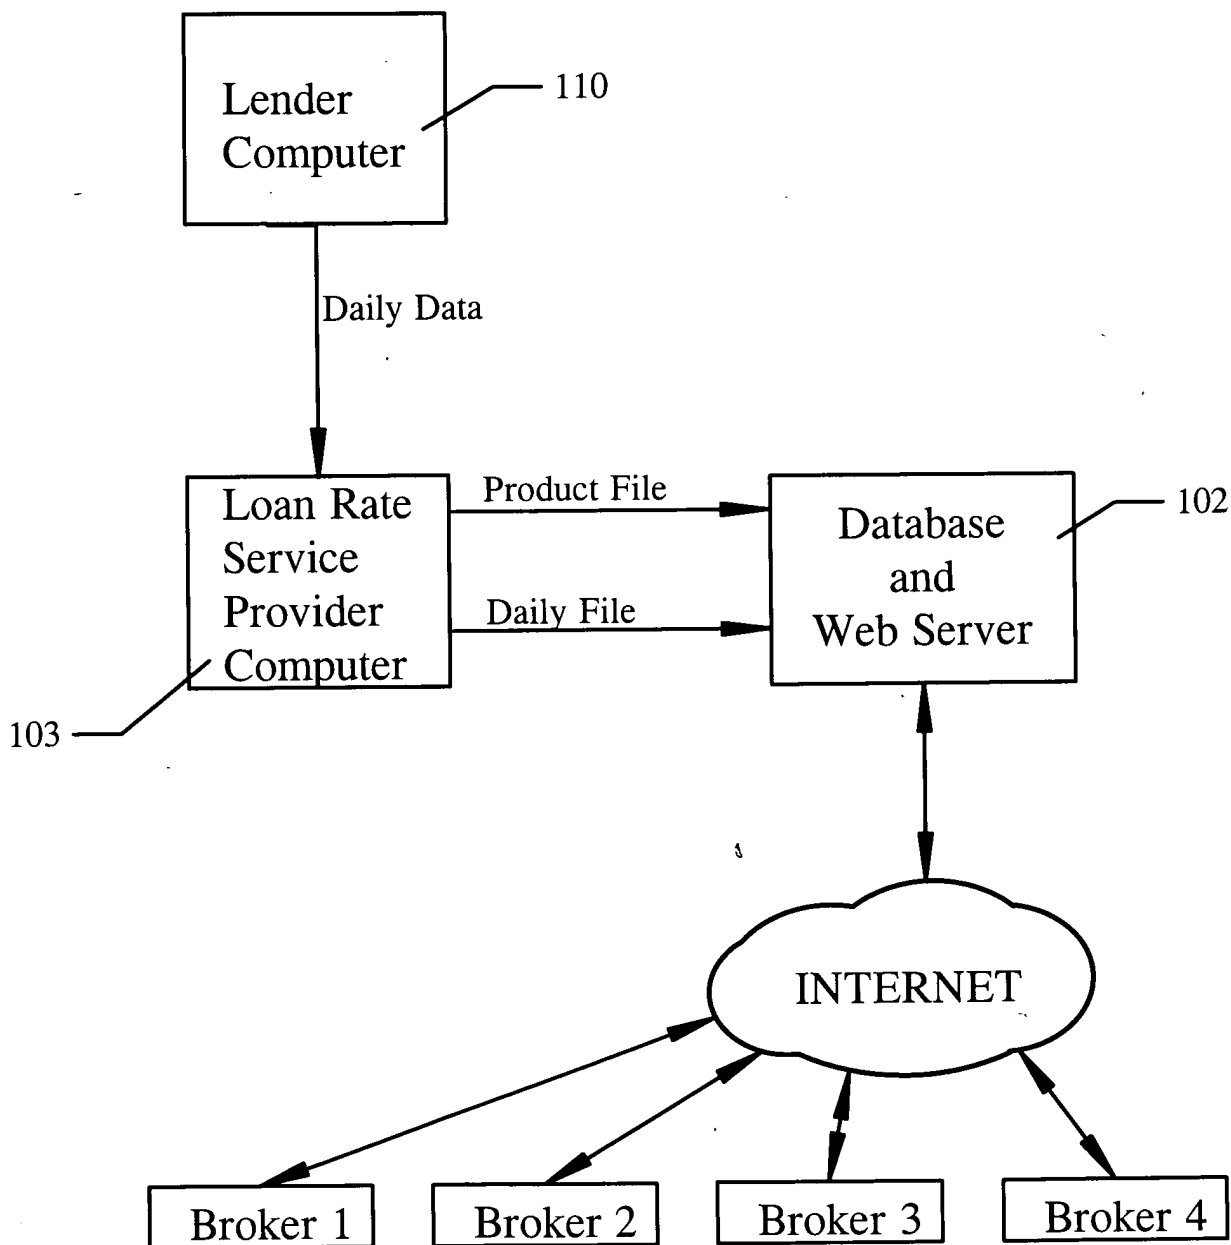 Lender
Computer
110
Daily Data
Loan Rate
Service
Provider
Computer
103
Product File
Daily File
Database
and
Web Server
102
INTERNET
Broker 1
Broker 2
Broker 3
Broker 4